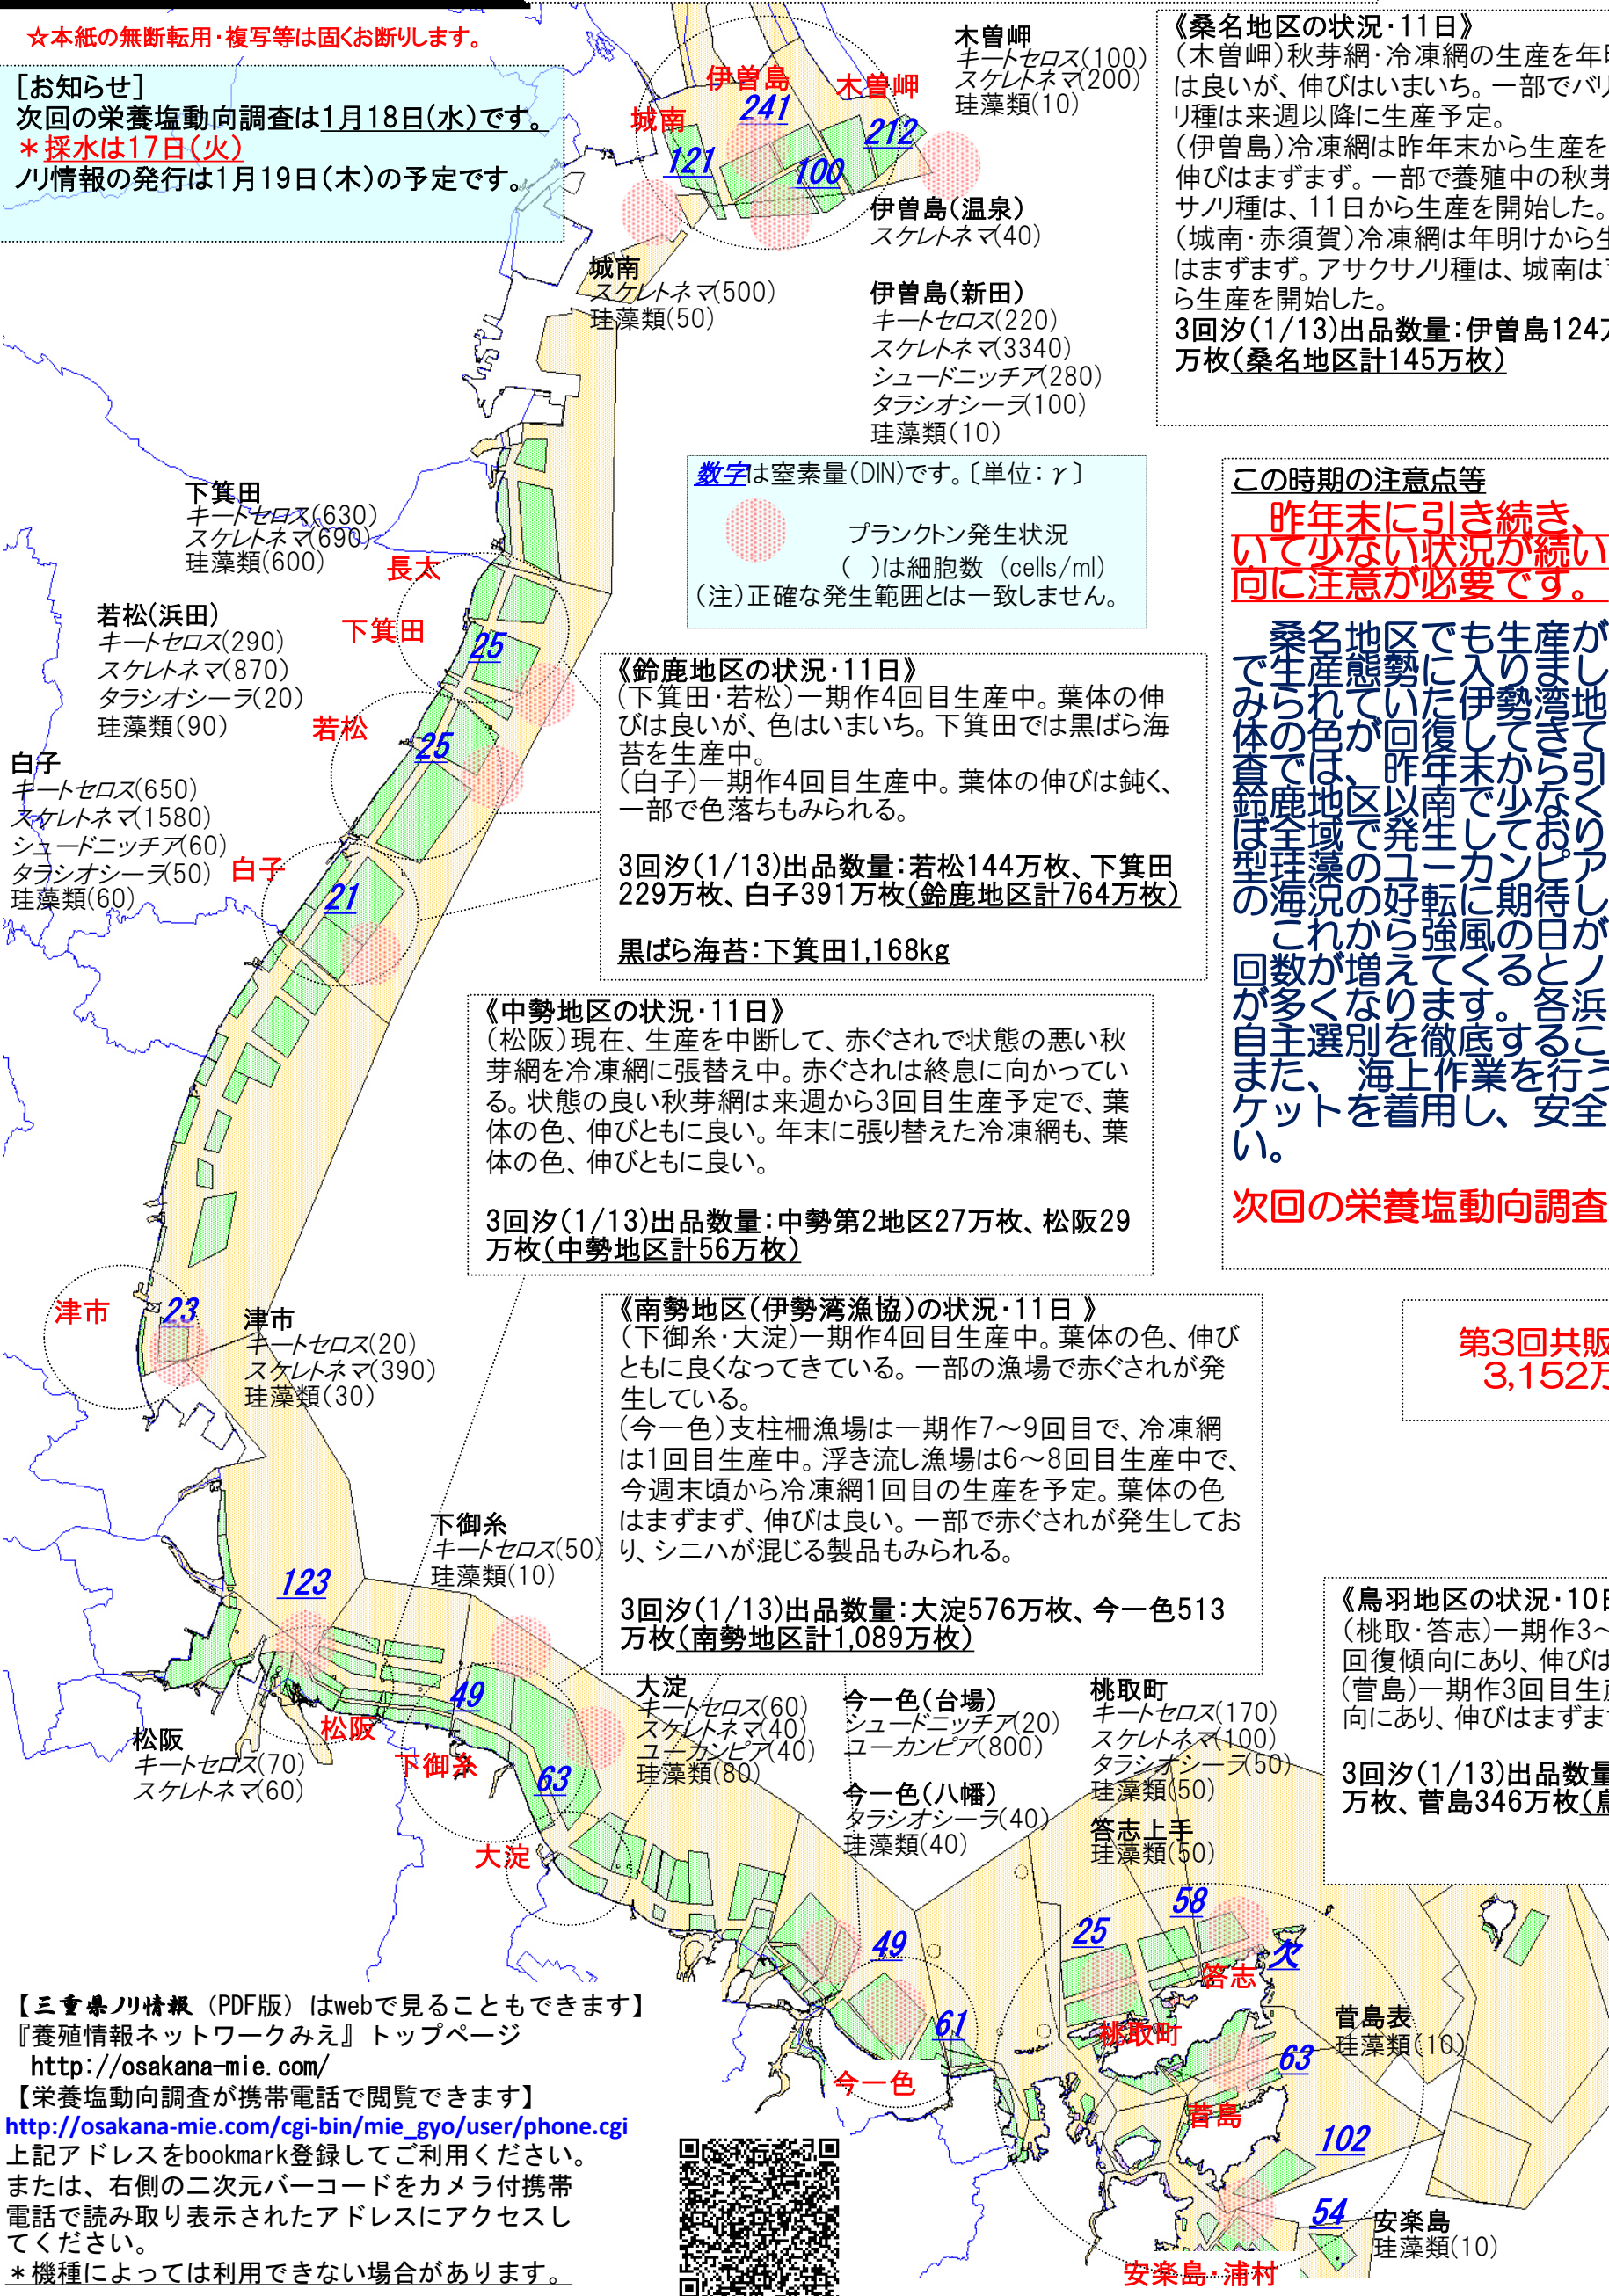 ☆本紙の無断転用・複写等は固くお断りします。
［お知らせ］
次回の栄養塩動向調査は1月18日(水)です。
＊採水は17日(火)
ノリ情報の発行は1月19日(木)の予定です。
伊曽島
木曽岬
城南
241
212
121
100
木曽岬
キートセロス(100)
スケレトネマ(200)
珪藻類(10)
伊曽島(温泉)
スケレトネマ(40)
城南
スケレトネマ(500)
珪藻類(50)
伊曽島(新田)
キートセロス(220)
スケレトネマ(3340)
シュードニッチア(280)
タラシオシーラ(100)
珪藻類(10)
《桑名地区の状況・11日》
(木曽岬)秋芽網・冷凍網の生産を年
は良いが、伸びはいまいち。一部でバリ
リ種は来週以降に生産予定。
(伊曽島)冷凍網は昨年末から生産を
伸びはまずまず。一部で養殖中の秋芽
サノリ種は、11日から生産を開始した。
(城南・赤須賀)冷凍網は年明けから生
はまずまず。アサクサノリ種は、城南は
ら生産を開始した。
3回汐(1/13)出品数量：伊曽島124万
万枚(桑名地区計145万枚)
数字は窒素量(DIN)です。〔単位：γ〕
プランクトン発生状況
( )は細胞数 (cells/ml)
(注)正確な発生範囲とは一致しません。
この時期の注意点等
昨年末に引き続き、
いて少ない状況が続い
向に注意が必要です。
桑名地区でも生産が
で生産態勢に入りまし
みられていた伊勢湾地
体の色が回復してきて
査では、昨年末から引
鈴鹿地区以南で少なく
ぼ全域で発生しており
型珪藻のユーカンピア
の海況の好転に期待し
これから強風の日が
回数が増えてくるとノ
が多くなります。各浜
自主選別を徹底するこ
また、海上作業を行う
ケットを着用し、安全
い。
次回の栄養塩動向調査
下箕田
キートセロス(630)
スケレトネマ(690)
珪藻類(600)
長太
下箕田
25
若松(浜田)
キートセロス(290)
スケレトネマ(870)
タラシオシーラ(20)
珪藻類(90)
若松
25
白子
キートセロス(650)
スケレトネマ(1580)
シュードニッチア(60)
タラシオシーラ(50)
珪藻類(60)
白子
21
《鈴鹿地区の状況・11日》
(下箕田・若松)一期作4回目生産中。葉体の伸
びは良いが、色はいまいち。下箕田では黒ばら海
苔を生産中。
(白子)一期作4回目生産中。葉体の伸びは鈍く、
一部で色落ちもみられる。
3回汐(1/13)出品数量：若松144万枚、下箕田
229万枚、白子391万枚(鈴鹿地区計764万枚)
黒ばら海苔：下箕田1,168kg
《中勢地区の状況・11日》
(松阪)現在、生産を中断して、赤ぐされで状態の悪い秋
芽網を冷凍網に張替え中。赤ぐされは終息に向かってい
る。状態の良い秋芽網は来週から3回目生産予定で、葉
体の色、伸びともに良い。年末に張り替えた冷凍網も、葉
体の色、伸びともに良い。
3回汐(1/13)出品数量：中勢第2地区27万枚、松阪29
万枚(中勢地区計56万枚)
津市
23
津市
キートセロス(20)
スケレトネマ(390)
珪藻類(30)
《南勢地区(伊勢湾漁協)の状況・11日 》
(下御糸・大淀)一期作4回目生産中。葉体の色、伸び
ともに良くなってきている。一部の漁場で赤ぐされが発
生している。
(今一色)支柱柵漁場は一期作7～9回目で、冷凍網
は1回目生産中。浮き流し漁場は6～8回目生産中で、
今週末頃から冷凍網1回目の生産を予定。葉体の色
はまずまず、伸びは良い。一部で赤ぐされが発生してお
り、シニハが混じる製品もみられる。
3回汐(1/13)出品数量：大淀576万枚、今一色513
万枚(南勢地区計1,089万枚)
第3回共販
3,152万
《鳥羽地区の状況・10日
(桃取・答志)一期作3～
回復傾向にあり、伸びは
(菅島)一期作3回目生産
向にあり、伸びはまずま
3回汐(1/13)出品数量
万枚、菅島346万枚(鳥
下御糸
キートセロス(50)
珪藻類(10)
123
49
63
松阪
キートセロス(70)
スケレトネマ(60)
松阪
下御糸
大淀
大淀
キートセロス(60)
スケレトネマ(40)
ユーカンピア(40)
珪藻類(80)
今一色(台場)
シュードニッチア(20)
ユーカンピア(800)
今一色(八幡)
タラシオシーラ(40)
珪藻類(40)
桃取町
キートセロス(170)
スケレトネマ(100)
タラシオシーラ(50)
珪藻類(50)
答志上手
珪藻類(50)
49
61
今一色
25
58
欠
答志
桃取町
63
菅島表
珪藻類(10)
菅島
102
54
安楽島
珪藻類(10)
安楽島・浦村
【三重県ノリ情報（PDF版）はwebで見ることもできます】
『養殖情報ネットワークみえ』トップページ
http://osakana-mie.com/
【栄養塩動向調査が携帯電話で閲覧できます】
http://osakana-mie.com/cgi-bin/mie_gyo/user/phone.cgi
上記アドレスをbookmark登録してご利用ください。
または、右側の二次元バーコードをカメラ付携帯
電話で読み取り表示されたアドレスにアクセスし
てください。
＊機種によっては利用できない場合があります。